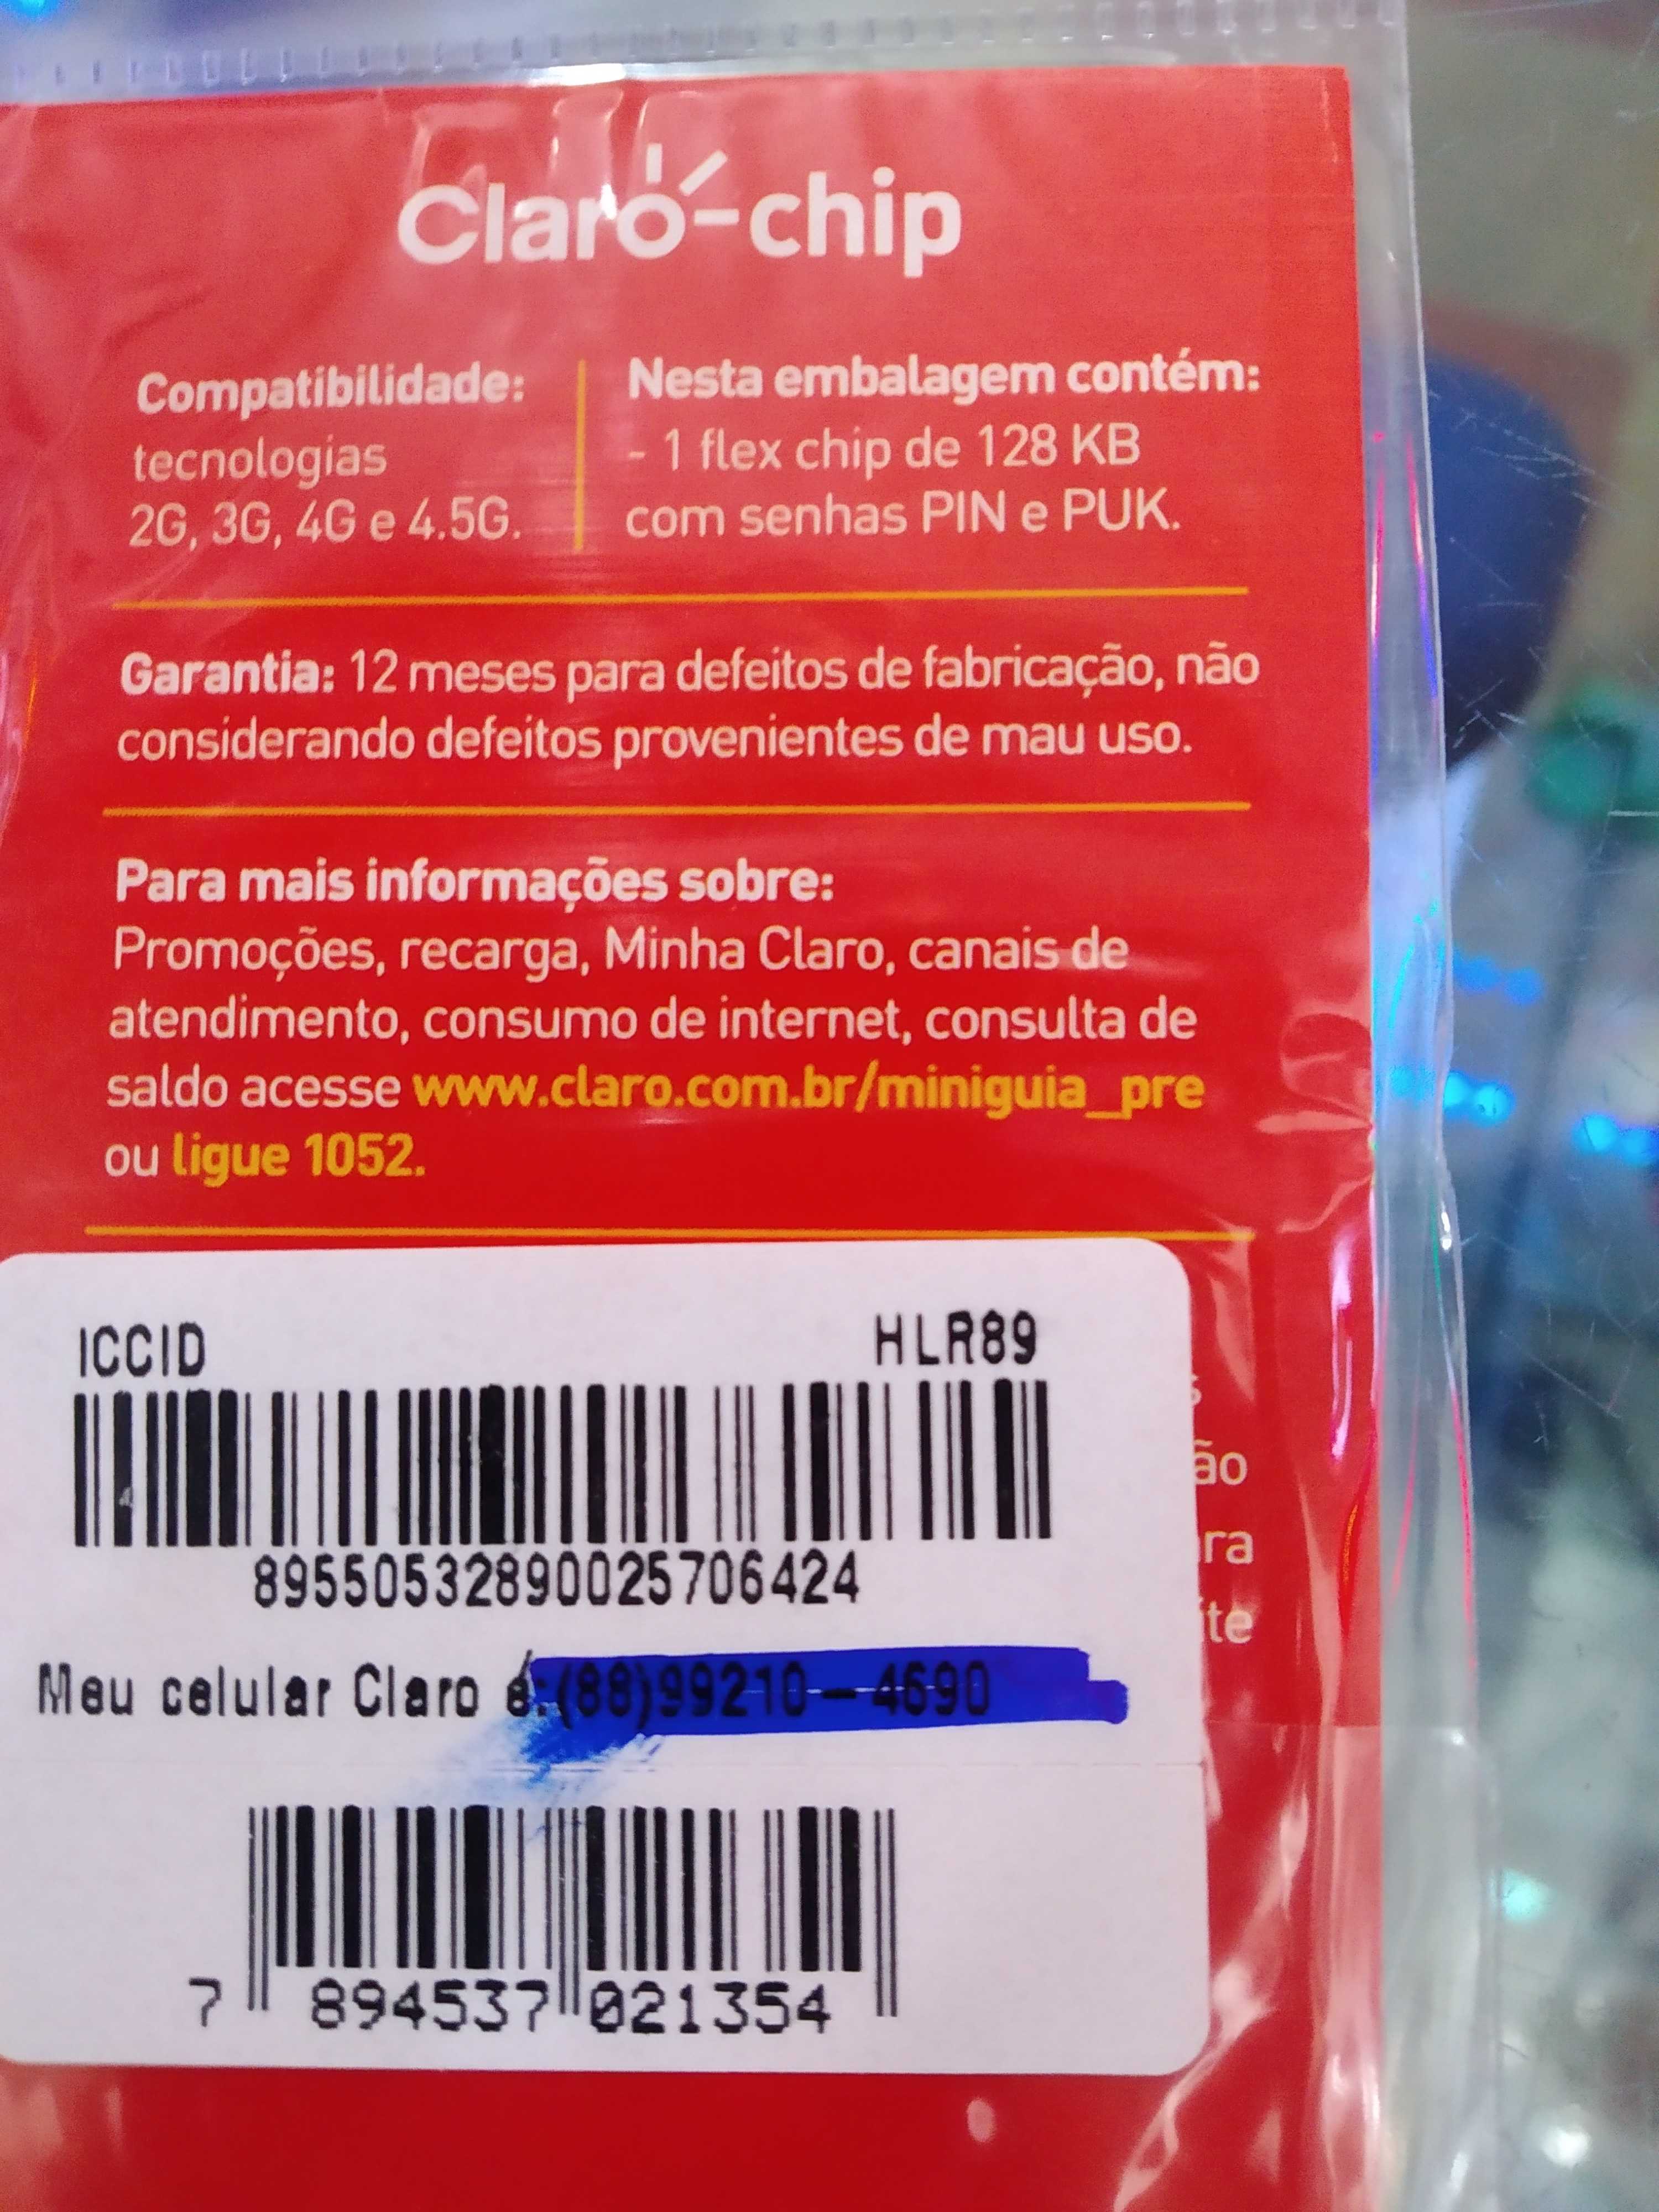 Claro-chip
Compatibilidade:
tecnologias
2G, 3G, 4G e 4.5G.
Nesta embalagem contém:
- 1 flex chip de 128 KB
com senhas PIN e PUK.
Garantia: 12 meses para defeitos de fabricação, não
considerando defeitos provenientes de mau uso.
Para mais informações sobre:
Promoções, recarga, Minha Claro, canais de
atendimento, consumo de internet, consulta de
saldo acesse www.claro.com.br/miniguia_pre
ou ligue 1052.
ICCID HLR89
89550532890025706424
Meu celular Claro é:(88)99210-4690
7 894537 021354